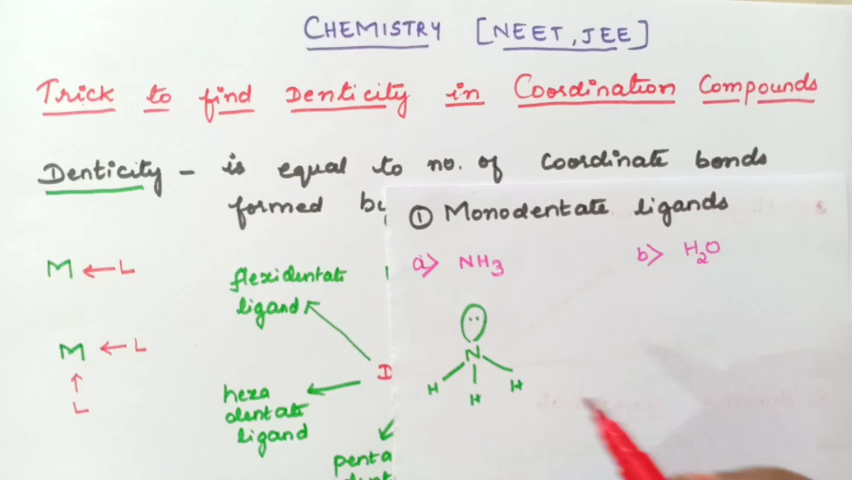 CHEMISTRY [NEET, JEE]
Trick to find Denticity in Coordination Compounds
Denticity - is equal to no. of coordinate bonds
formed by
① Monodentate ligands
a> NH3
b> H2O
M ← L
flexidentate
ligand
N
H H H
M ← L
↑
L
hexa
dentate
ligand
penta